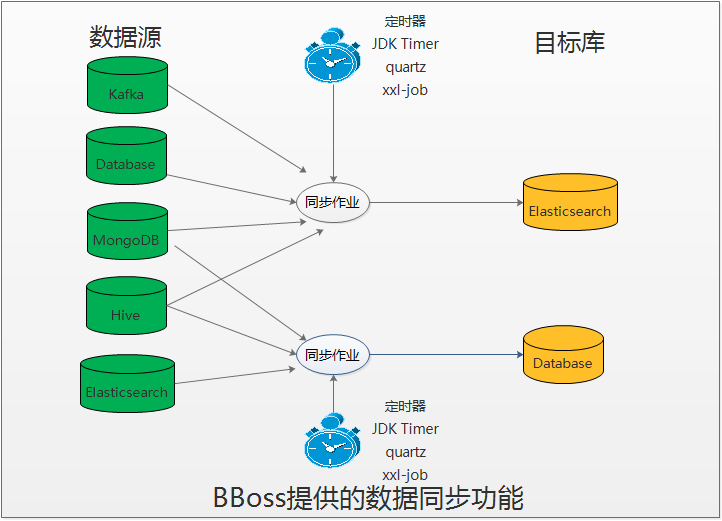 数据源
定时器
JDK Timer
quartz
xxl-job
目标库
Kafka
Database
MongoDB
Hive
Elasticsearch
同步作业
Elasticsearch
同步作业
Database
定时器
JDK Timer
quartz
xxl-job
BBoss提供的数据同步功能